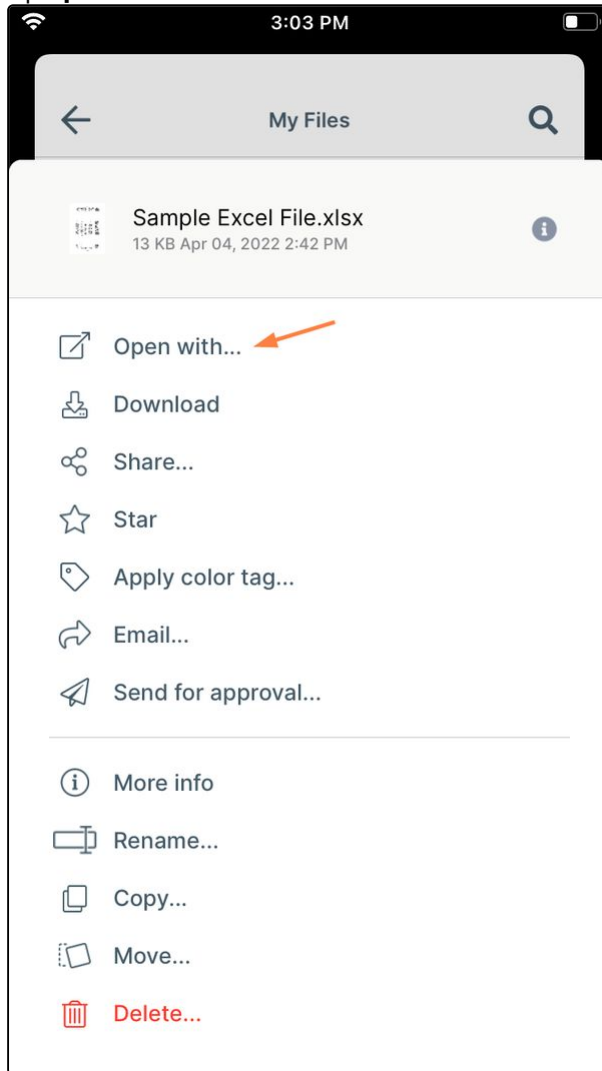 3:03 PM
My Files
Sample Excel File.xlsx
13 KB Apr 04, 2022 2:42 PM
Open with...
Download
Share...
Star
Apply color tag...
Email...
Send for approval...
More info
Rename...
Copy...
Move...
Delete...